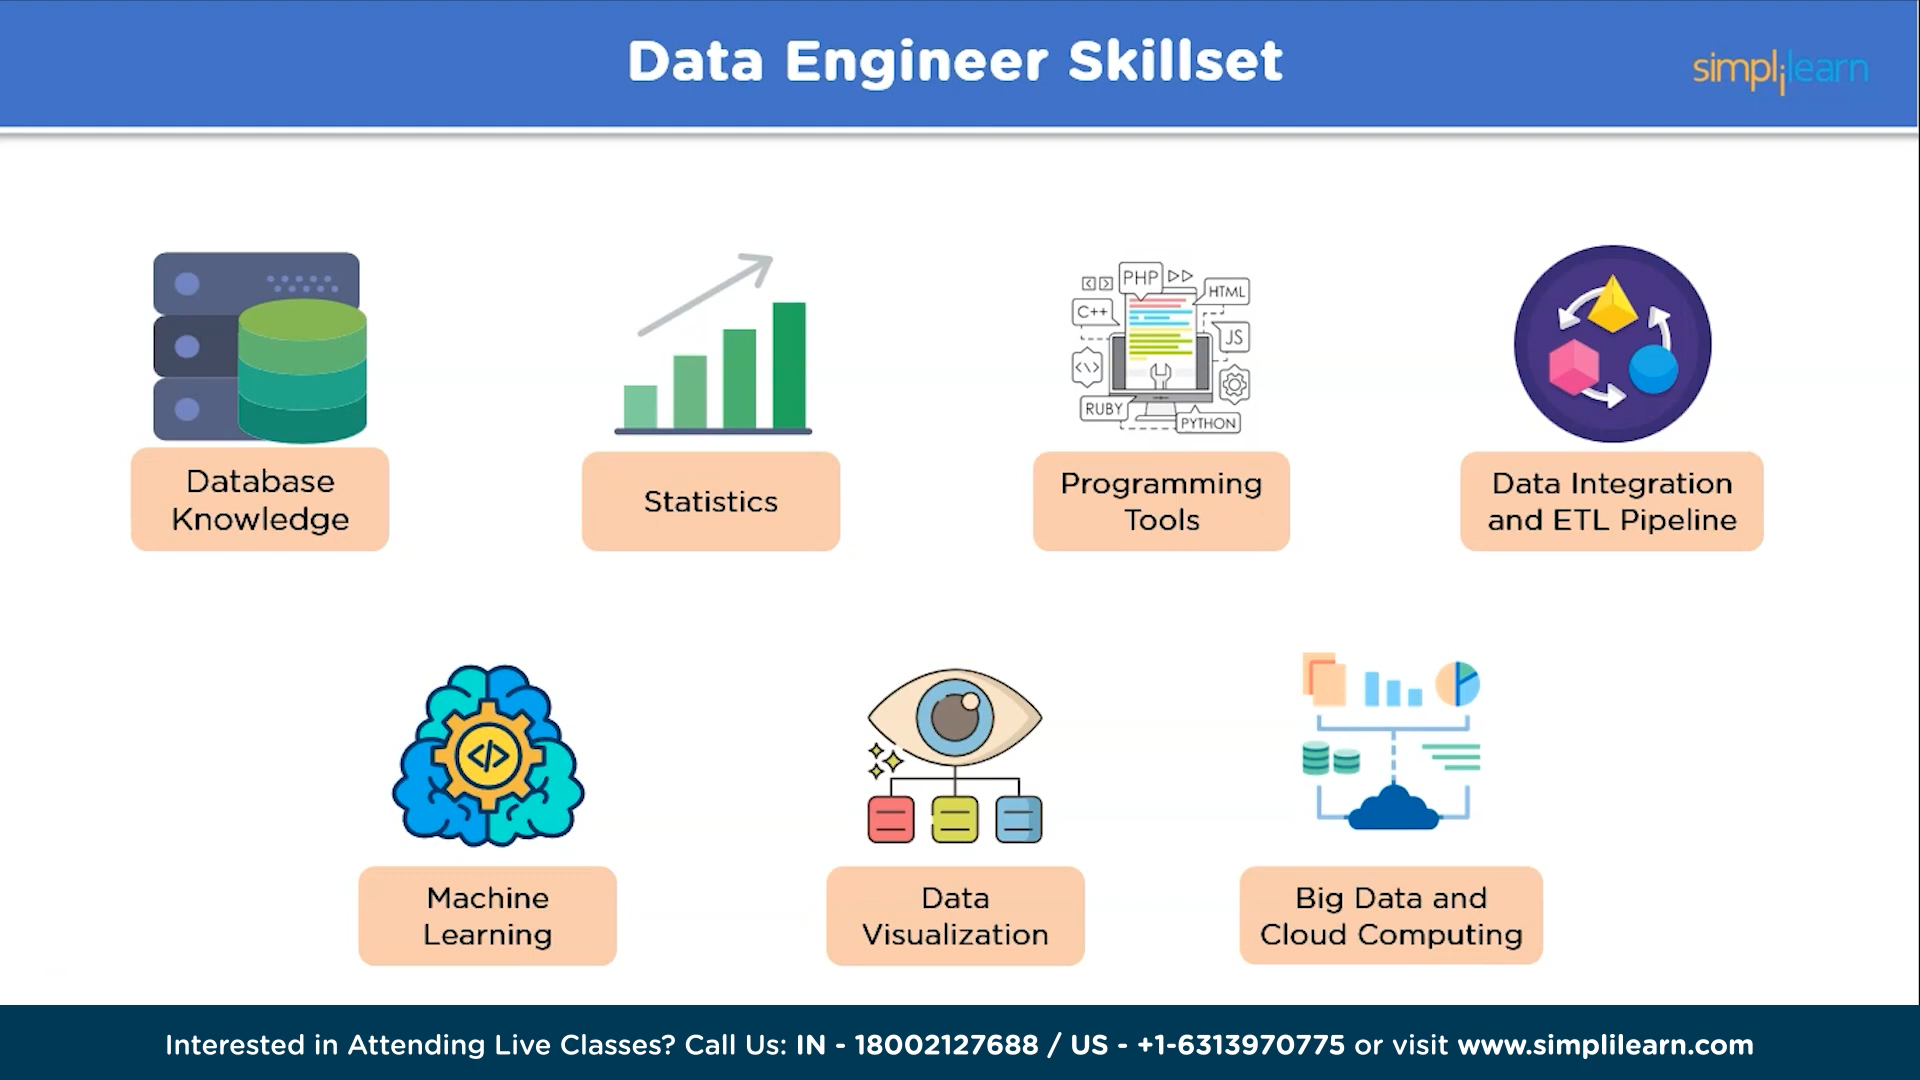 Data Engineer Skillset
simplilearn
PHP
HTML
C++
JS
RUBY
PYTHON
Database
Knowledge
Statistics
Programming
Tools
Data Integration
and ETL Pipeline
Machine
Learning
Data
Visualization
Big Data and
Cloud Computing
Interested in Attending Live Classes? Call Us: IN - 18002127688 / US - +1-6313970775 or visit www.simplilearn.com